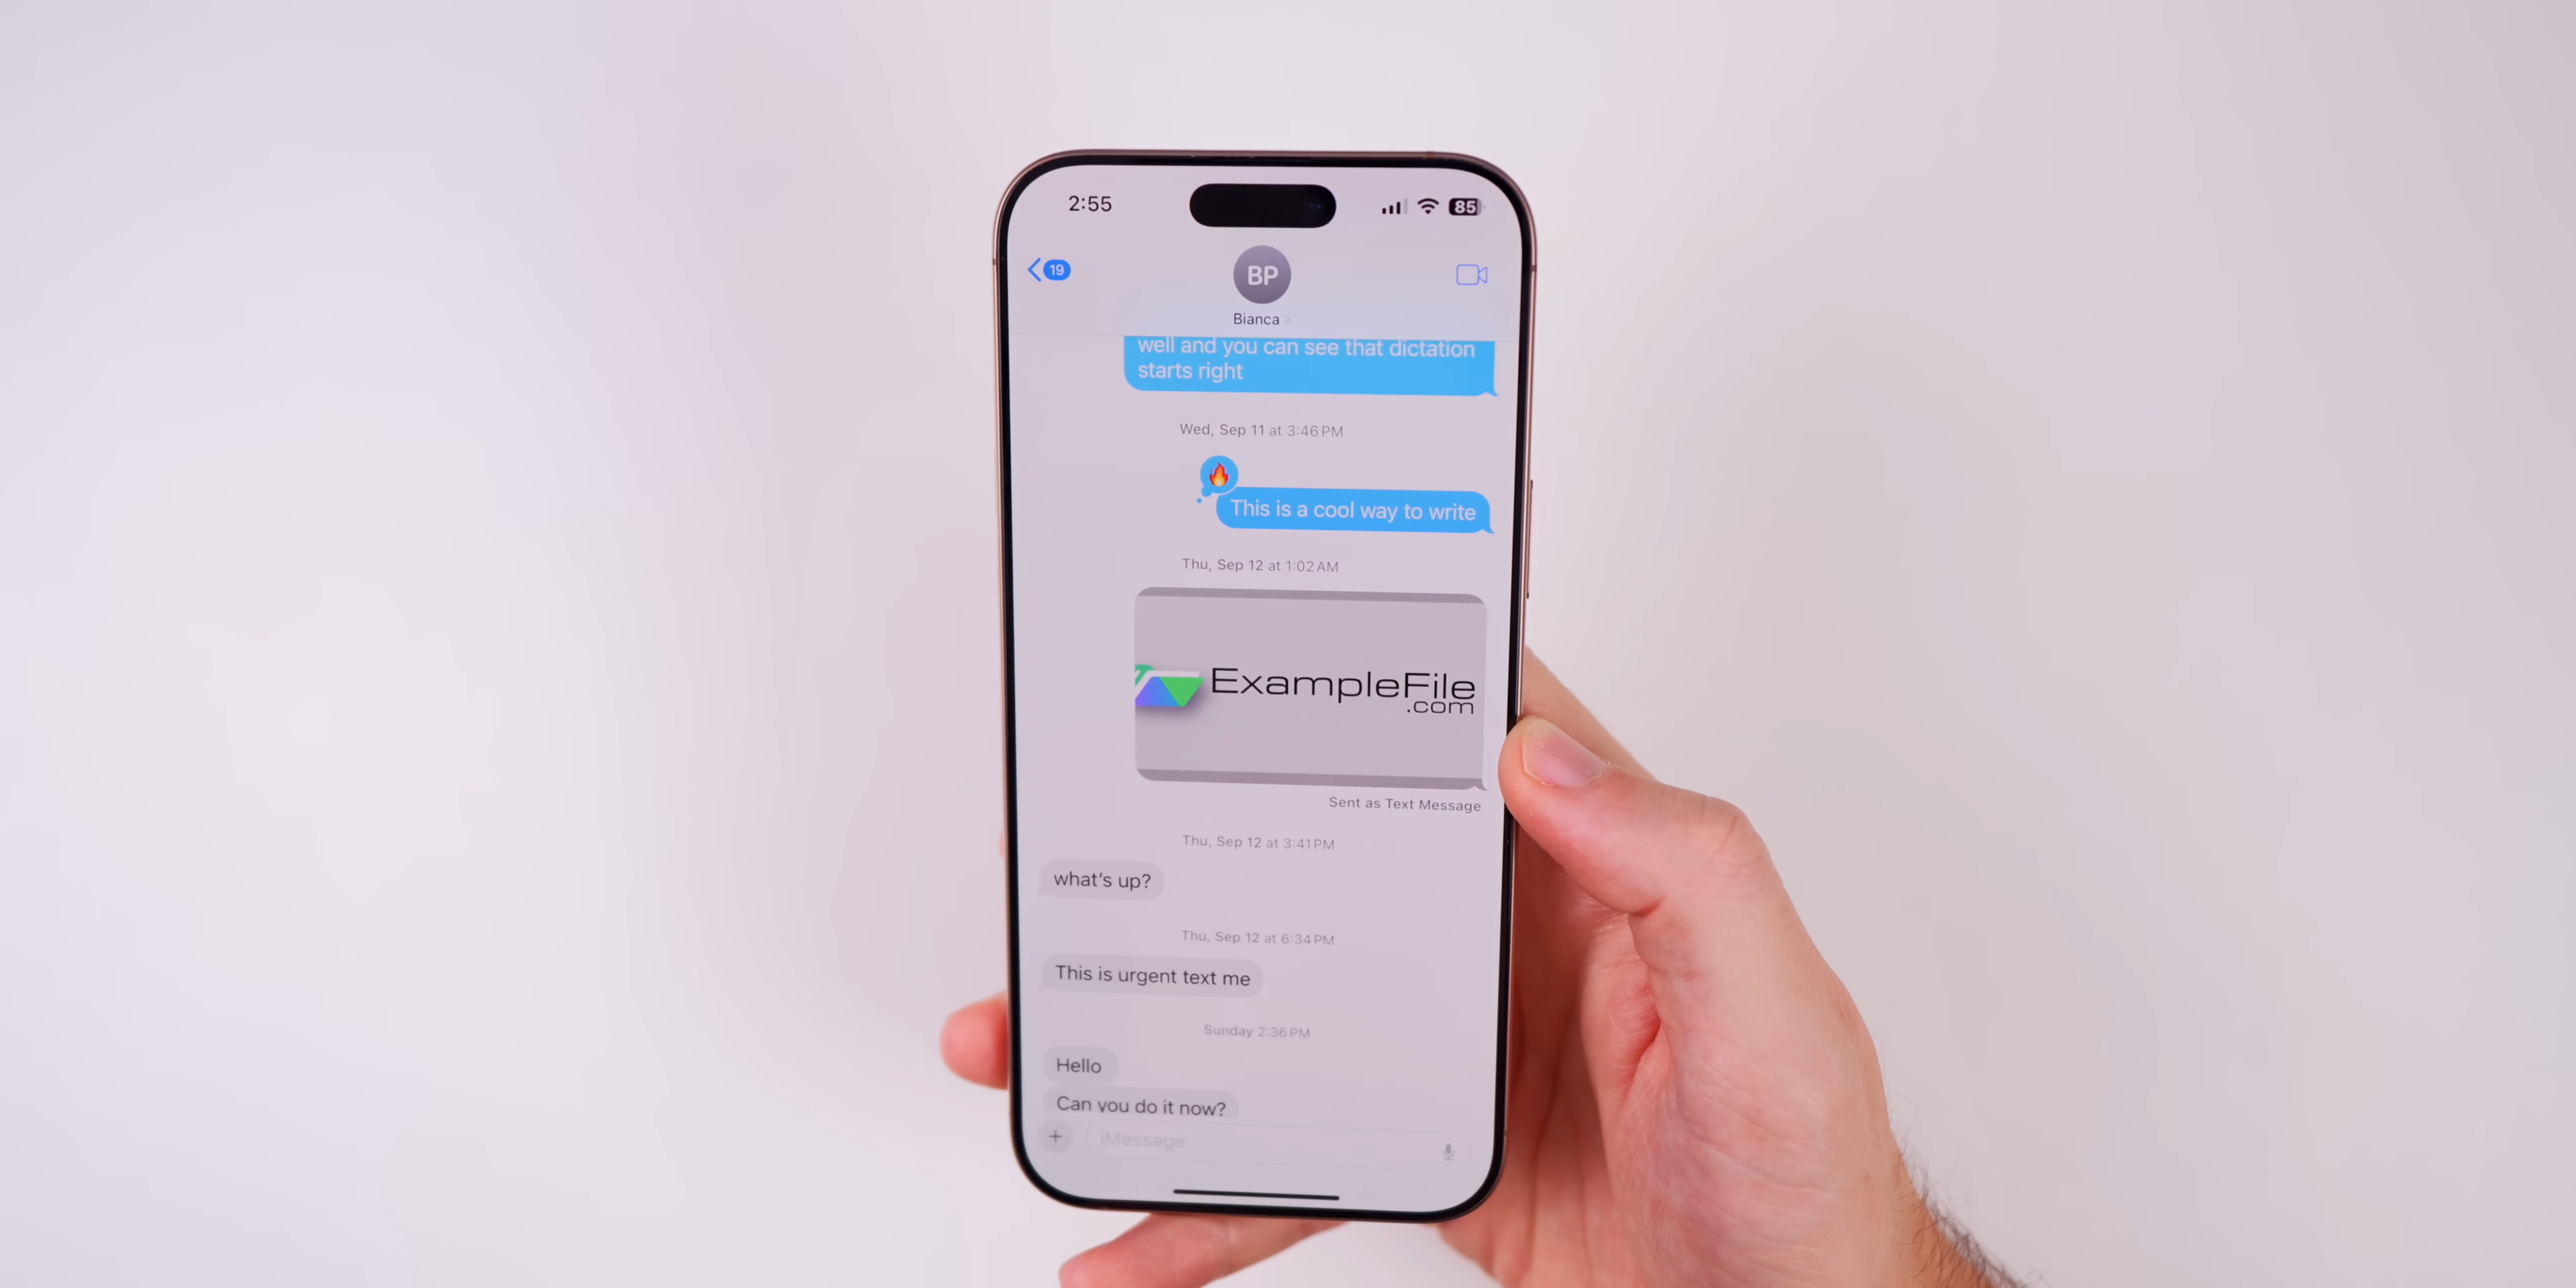 2:55
85
19
BP
Bianca
well and you can see that dictation
starts right
Wed, Sep 11 at 3:46 PM
This is a cool way to write
Thu, Sep 12 at 1:02 AM
ExampleFile
.com
Sent as Text Message
Thu, Sep 12 at 3:41 PM
what's up?
Thu, Sep 12 at 6:34 PM
This is urgent text me
Sunday 2:36 PM
Hello
Can you do it now?
iMessage